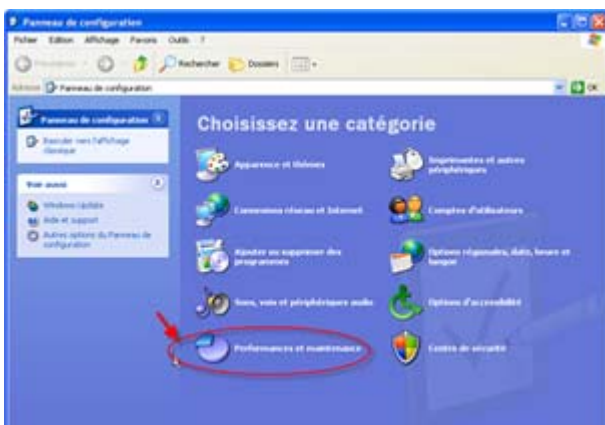 Panneau de configuration
Fichier Edition Affichage Favoris Outils ?
Rechercher Dossiers
Panneau de configuration OK
Panneau de configuration
Basculer vers l'affichage
classique
Voir aussi
Windows Update
Aide et support
Autres options du Panneau de
configuration
Choisissez une catégorie
Apparence et thèmes
Imprimantes et autres
périphériques
Connexions réseau et Internet
Comptes d'utilisateurs
Ajouter ou supprimer des
programmes
Options régionales, date, heure et
langue
Sons, voix et périphériques audio
Options d'accessibilité
Performances et maintenance
Centre de sécurité